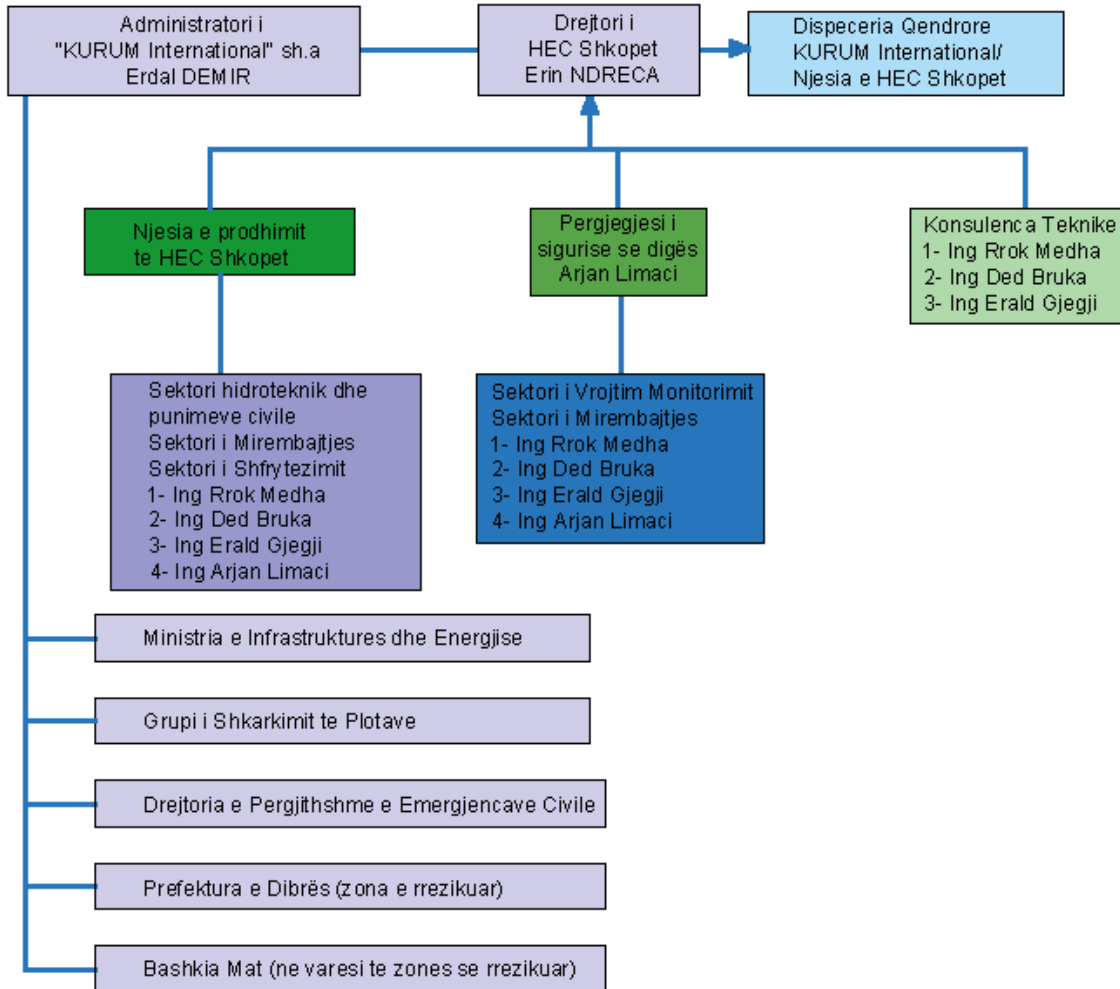 Administratori i
"KURUM International" sh.a
Erdal DEMIR
Drejtori i
HEC Shkopet
Erin NDRECA
Dispeceria Qendrore
KURUM International/
Njesia e HEC Shkopet
Njesia e prodhimit
te HEC Shkopet
Pergjegjesi i
sigurise se digës
Arjan Limaci
Konsulenca Teknike
1- Ing Rrok Medha
2- Ing Ded Bruka
3- Ing Erald Gjegji
Sektori hidroteknik dhe
punimeve civile
Sektori i Mirembajtjes
Sektori i Shfrytezimit
1- Ing Rrok Medha
2- Ing Ded Bruka
3- Ing Erald Gjegji
4- Ing Arjan Limaci
Sektori i Vrojtim Monitorimit
Sektori i Mirembajtjes
1- Ing Rrok Medha
2- Ing Ded Bruka
3- Ing Erald Gjegji
4- Ing Arjan Limaci
Ministria e Infrastruktures dhe Energjise
Grupi i Shkarkimit te Plotave
Drejtoria e Pergjithshme e Emergjencave Civile
Prefektura e Dibrës (zona e rrezikuar)
Bashkia Mat (ne varesi te zones se rrezikuar)